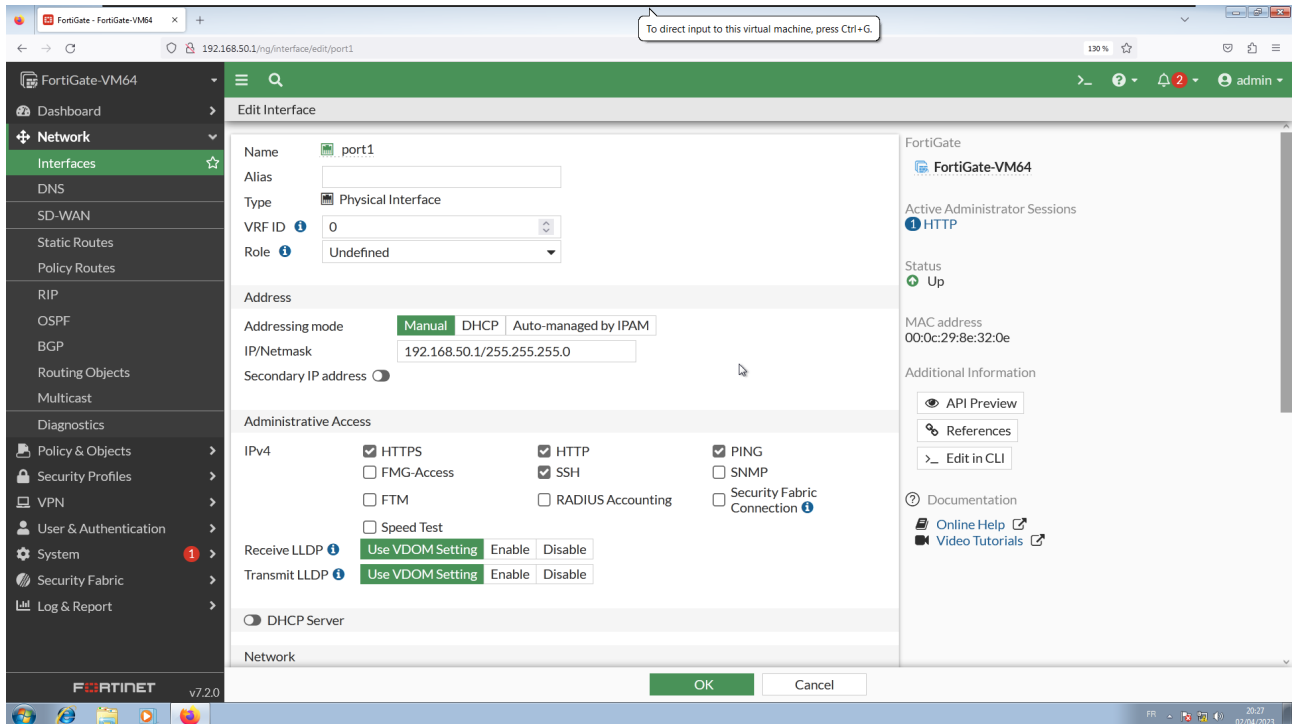 FortiGate - FortiGate-VM64
To direct input to this virtual machine, press Ctrl+G.
192.168.50.1/ng/interface/edit/port1
130 %
FortiGate-VM64
2
admin
Dashboard
Edit Interface
Network
Interfaces
DNS
SD-WAN
Static Routes
Policy Routes
RIP
OSPF
BGP
Routing Objects
Multicast
Diagnostics
Policy & Objects
Security Profiles
VPN
User & Authentication
System 1
Security Fabric
Log & Report
FORTINET v7.2.0
Name port1
Alias
Type Physical Interface
VRF ID 0
Role Undefined
Address
Addressing mode Manual DHCP Auto-managed by IPAM
IP/Netmask 192.168.50.1/255.255.255.0
Secondary IP address
Administrative Access
IPv4 HTTPS HTTP PING
FMG-Access SSH SNMP
FTM RADIUS Accounting Security Fabric
Connection
Speed Test
Receive LLDP Use VDOM Setting Enable Disable
Transmit LLDP Use VDOM Setting Enable Disable
DHCP Server
Network
OK Cancel
FortiGate
FortiGate-VM64
Active Administrator Sessions
1 HTTP
Status
Up
MAC address
00:0c:29:8e:32:0e
Additional Information
API Preview
References
>_ Edit in CLI
Documentation
Online Help
Video Tutorials
FR
20:27
02/04/2023